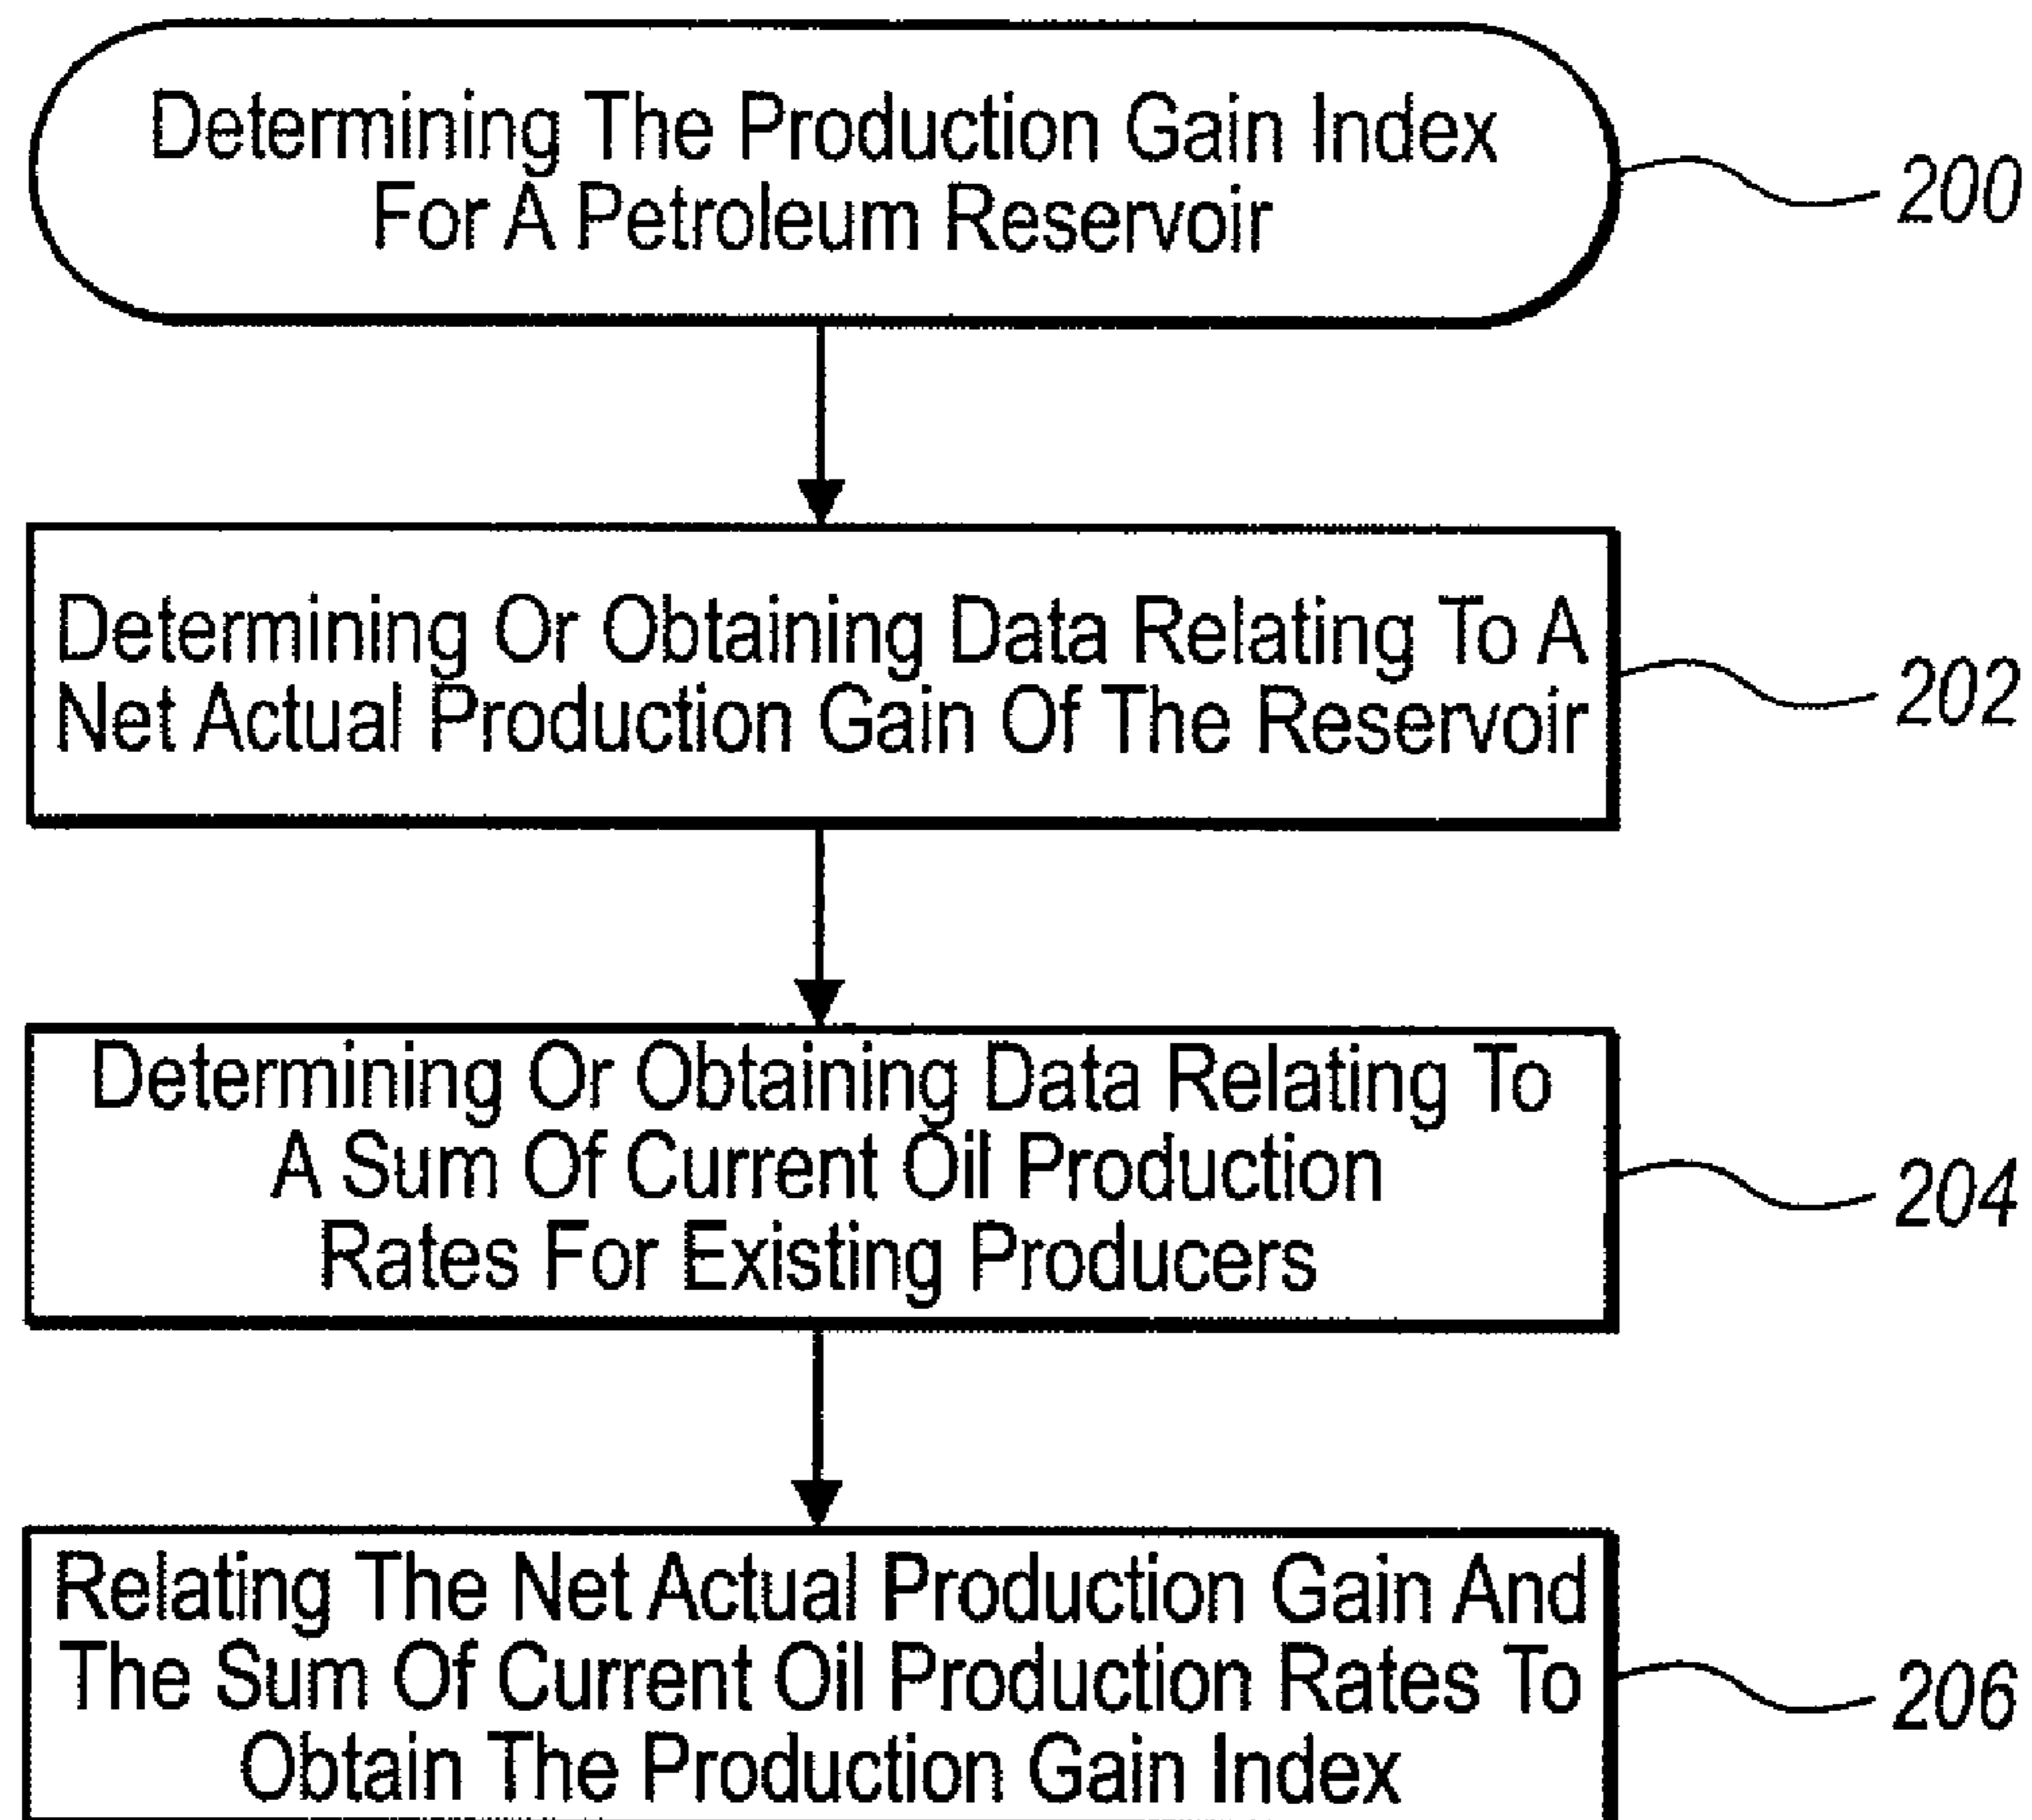 Determining The Production Gain Index
For A Petroleum Reservoir
200
Determining Or Obtaining Data Relating To A
Net Actual Production Gain Of The Reservoir
202
Determining Or Obtaining Data Relating To
A Sum Of Current Oil Production
Rates For Existing Producers
204
Relating The Net Actual Production Gain And
The Sum Of Current Oil Production Rates To
Obtain The Production Gain Index
206